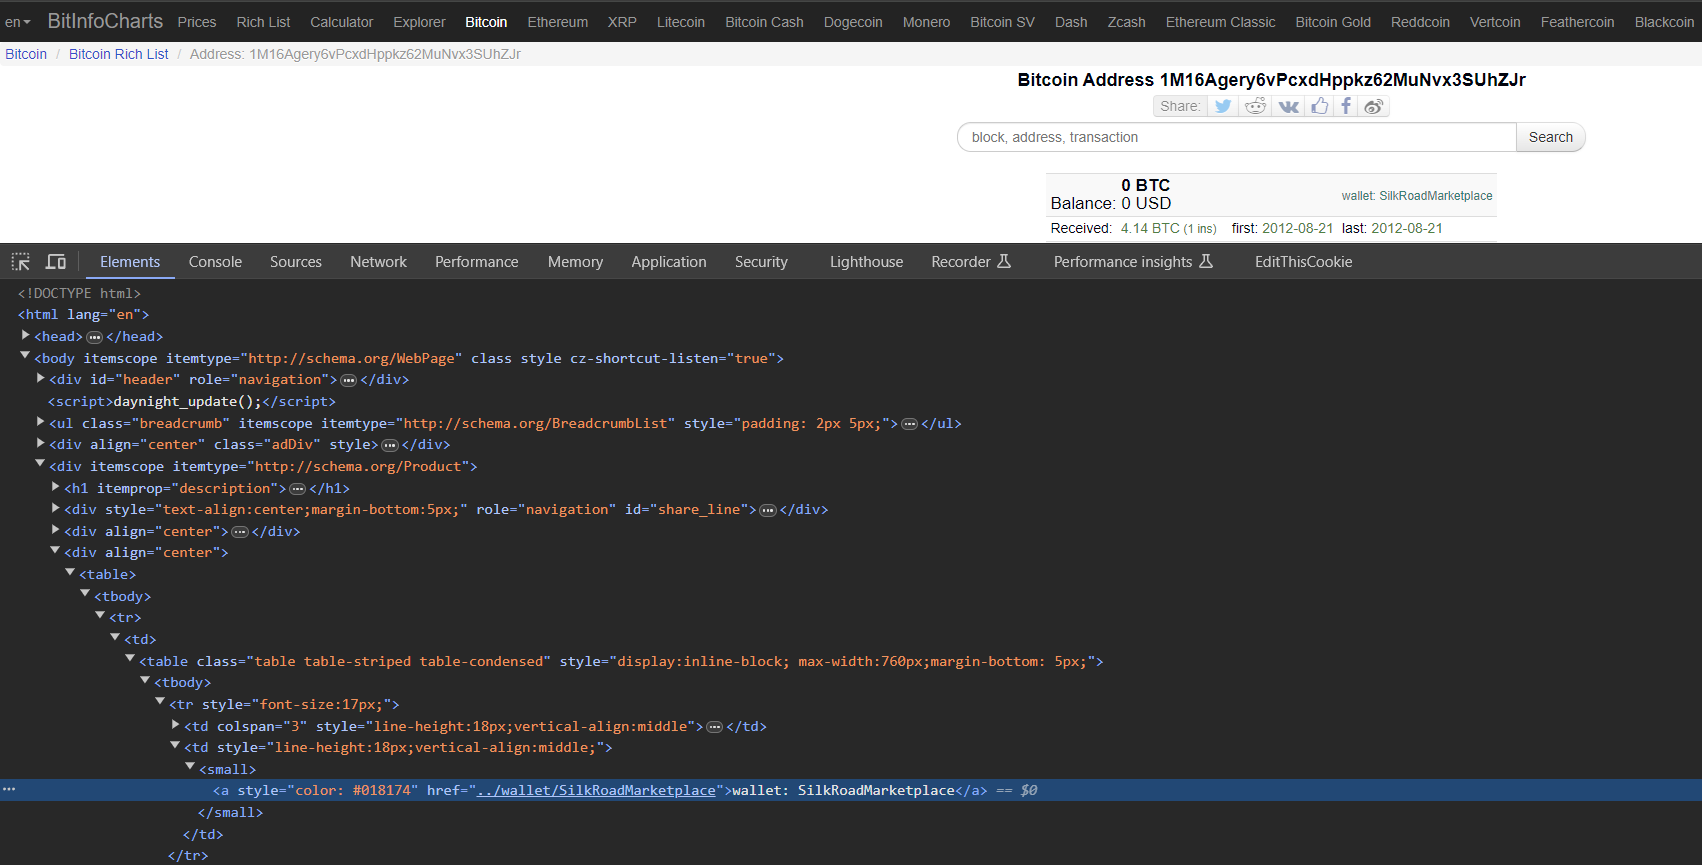 en BitInfoCharts Prices Rich List Calculator Explorer Bitcoin Ethereum XRP Litecoin Bitcoin Cash Dogecoin Monero Bitcoin SV Dash Zcash Ethereum Classic Bitcoin Gold Reddcoin Vertcoin Feathercoin Blackcoin
Bitcoin / Bitcoin Rich List / Address: 1M16Agery6vPcxdHppkz62MuNvx3SUhZJr
Bitcoin Address 1M16Agery6vPcxdHppkz62MuNvx3SUhZJr
Share:
block, address, transaction Search
0 BTC
Balance: 0 USD wallet: SilkRoadMarketplace
Received: 4.14 BTC (1 ins) first: 2012-08-21 last: 2012-08-21
Elements Console Sources Network Performance Memory Application Security Lighthouse Recorder Performance insights EditThisCookie
<!DOCTYPE html>
<html lang="en">
<head> ••• </head>
<body itemscope itemtype="http://schema.org/WebPage" class style cz-shortcut-listen="true">
<div id="header" role="navigation"> ••• </div>
<script>daynight_update();</script>
<ul class="breadcrumb" itemscope itemtype="http://schema.org/BreadcrumbList" style="padding: 2px 5px;"> ••• </ul>
<div align="center" class="adDiv" style> ••• </div>
<div itemscope itemtype="http://schema.org/Product">
<h1 itemprop="description"> ••• </h1>
<div style="text-align:center;margin-bottom:5px;" role="navigation" id="share_line"> ••• </div>
<div align="center"> ••• </div>
<div align="center">
<table>
<tbody>
<tr>
<td>
<table class="table table-striped table-condensed" style="display:inline-block; max-width:760px;margin-bottom: 5px;">
<tbody>
<tr style="font-size:17px;">
<td colspan="3" style="line-height:18px;vertical-align:middle"> ••• </td>
<td style="line-height:18px;vertical-align:middle;">
<small>
••• <a style="color: #018174" href="../wallet/SilkRoadMarketplace">wallet: SilkRoadMarketplace</a> == $0
</small>
</td>
</tr>